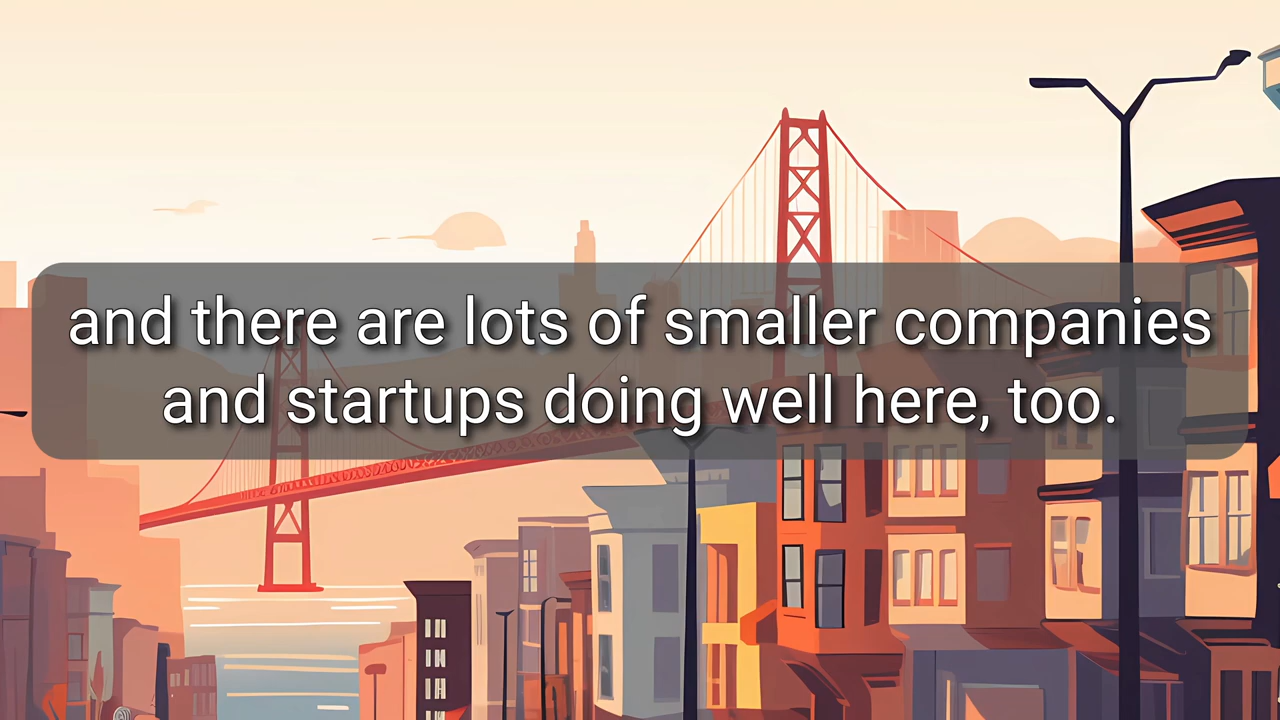 and there are lots of smaller companies
and startups doing well here, too.